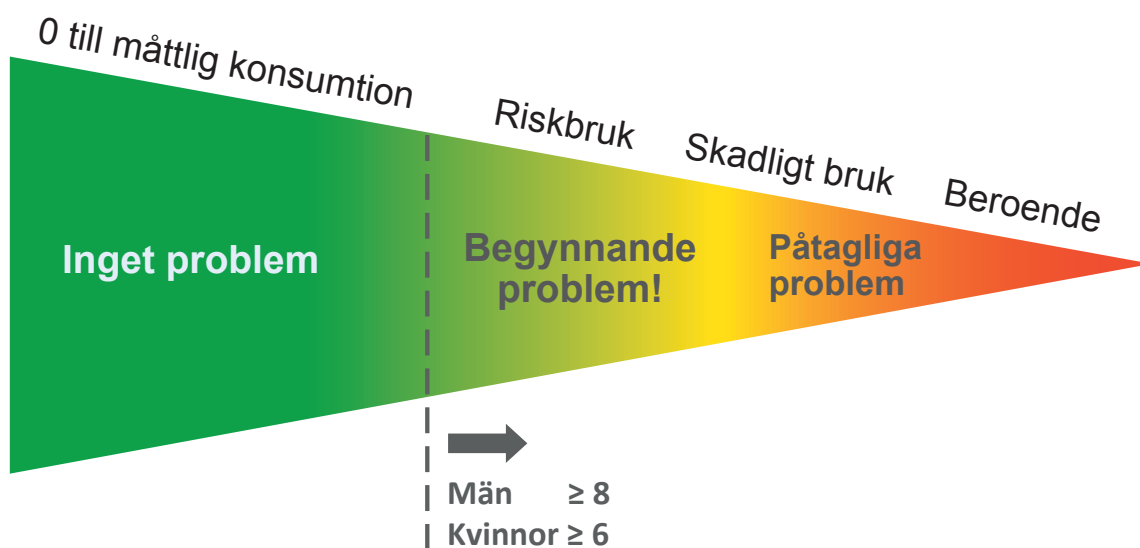 0 till måttlig konsumtion
Riskbruk
Skadligt bruk
Beroende
Inget problem
Begynnande
problem!
Påtagliga
problem
Män ≥ 8
Kvinnor ≥ 6